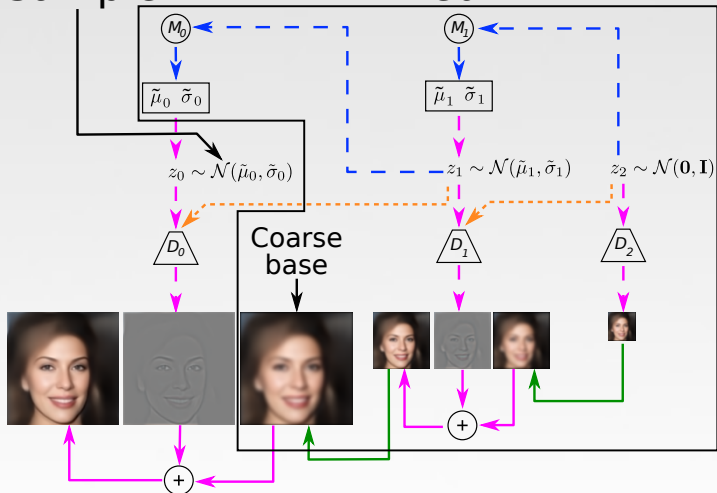 M₀
M₁
μ̃₀ σ̃₀
μ̃₁ σ̃₁
z₀ ∼ 𝒩(μ̃₀, σ̃₀)
z₁ ∼ 𝒩(μ̃₁, σ̃₁)
z₂ ∼ 𝒩(𝟎, 𝐈)
D₀
D₁
D₂
Coarse
base
+
+